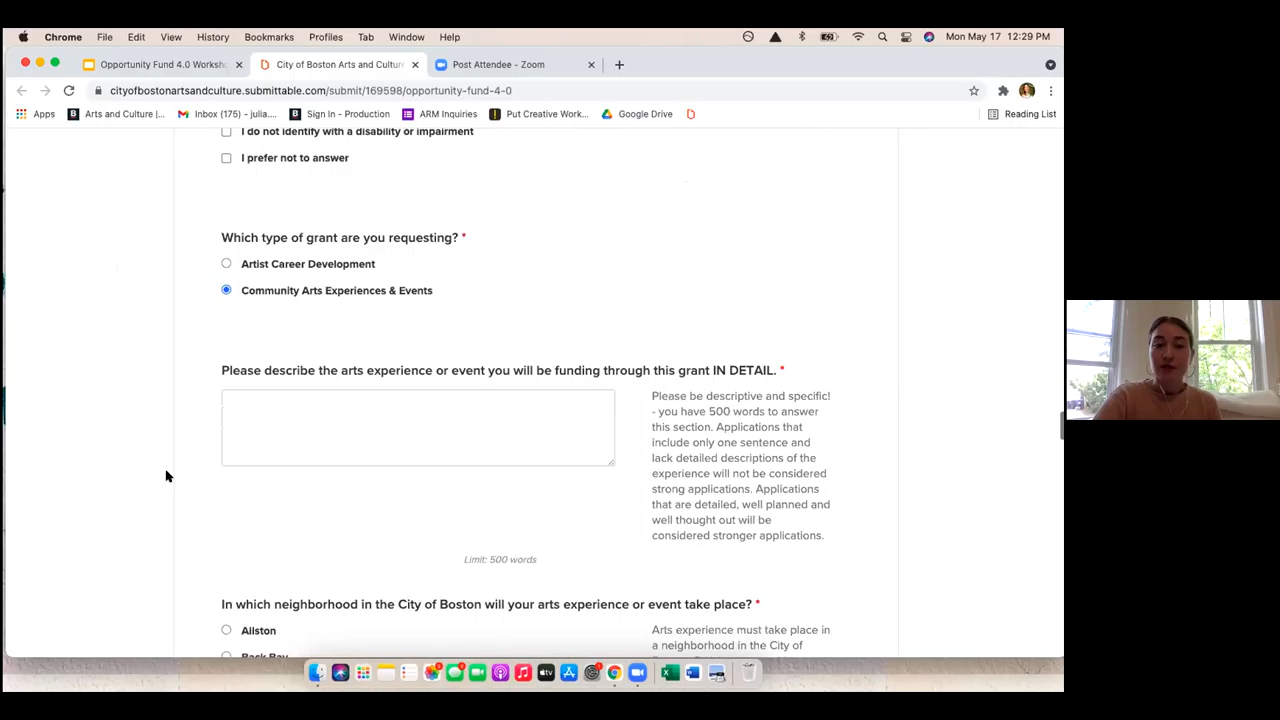 Chrome File Edit View History Bookmarks Profiles Tab Window Help Mon May 17 12:29 PM
Opportunity Fund 4.0 Worksh City of Boston Arts and Culture Post Attendee - Zoom
cityofbostonartsandculture.submittable.com/submit/169598/opportunity-fund-4-0
Apps Arts and Culture |... Inbox (175) - julia.... Sign In - Production ARM Inquiries Put Creative Work... Google Drive Reading List
I do not identify with a disability or impairment
I prefer not to answer
Which type of grant are you requesting? *
Artist Career Development
Community Arts Experiences & Events
Please describe the arts experience or event you will be funding through this grant IN DETAIL. *
Please be descriptive and specific!
- you have 500 words to answer
this section. Applications that
include only one sentence and
lack detailed descriptions of the
experience will not be considered
strong applications. Applications
that are detailed, well planned and
well thought out will be
considered stronger applications.
Limit: 500 words
In which neighborhood in the City of Boston will your arts experience or event take place? *
Allston
Arts experience must take place in
a neighborhood in the City of
Back Bay